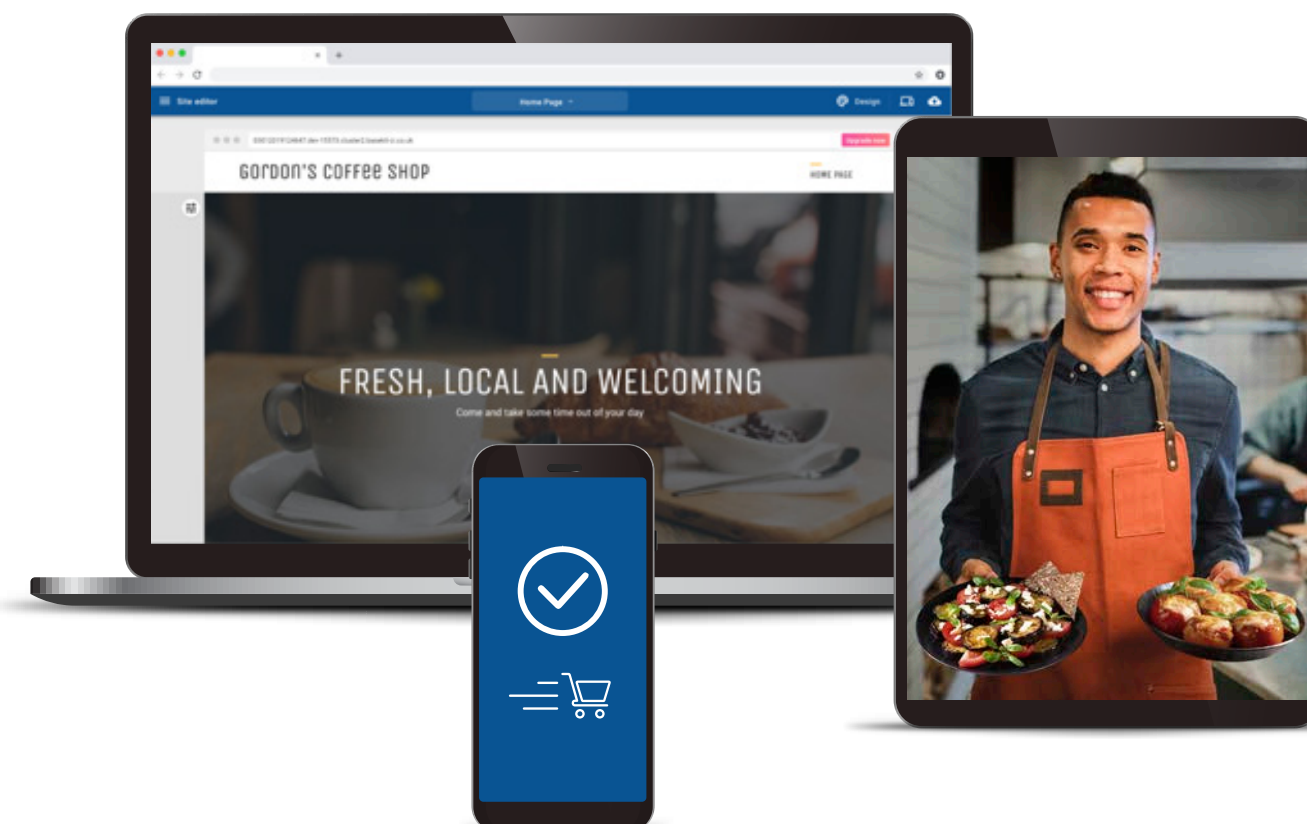 Site editor
Home Page
Design
Upgrade now
GORDON'S COFFEE SHOP
HOME PAGE
FRESH, LOCAL AND WELCOMING
Come and take some time out of your day